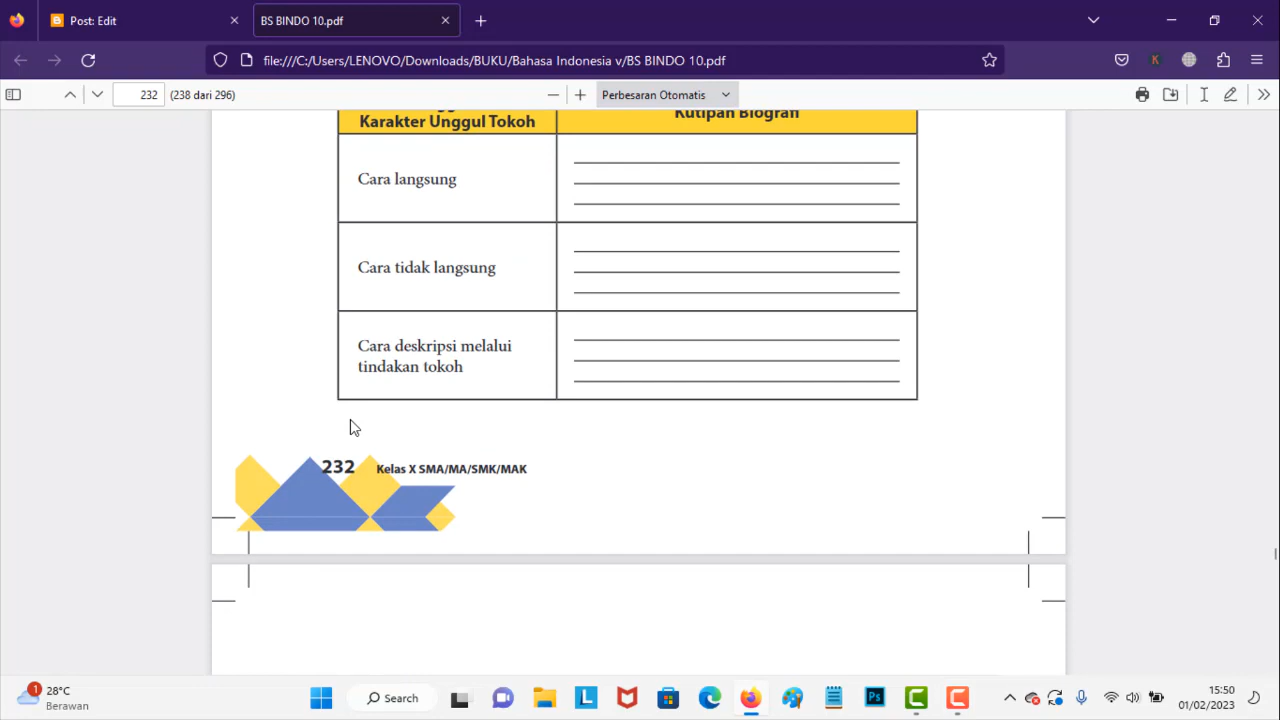 Post: Edit
BS BINDO 10.pdf
file:///C:/Users/LENOVO/Downloads/BUKU/Bahasa Indonesia v/BS BINDO 10.pdf
232 (238 dari 296)
Perbesaran Otomatis
Karakter Unggul Tokoh
Kutipan Biografi
Cara langsung
Cara tidak langsung
Cara deskripsi melalui
tindakan tokoh
232 Kelas X SMA/MA/SMK/MAK
1
28°C
Berawan
Search
15:50
01/02/2023